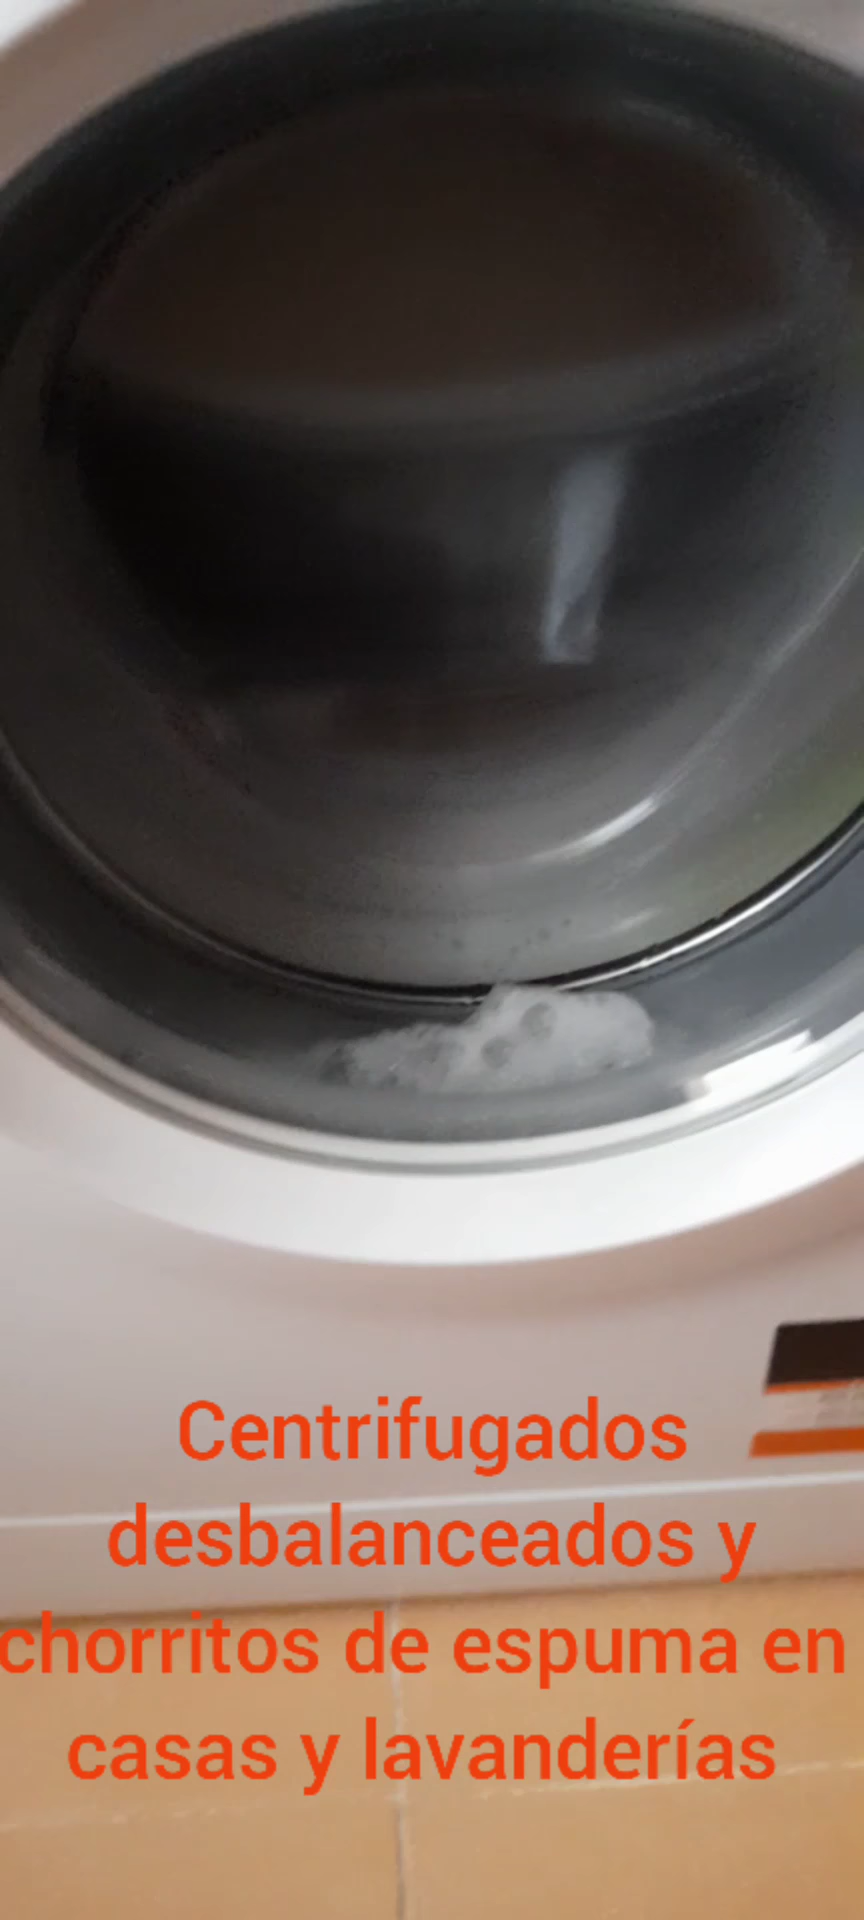 Centrifugados
desbalanceados y
chorritos de espuma en
casas y lavanderías